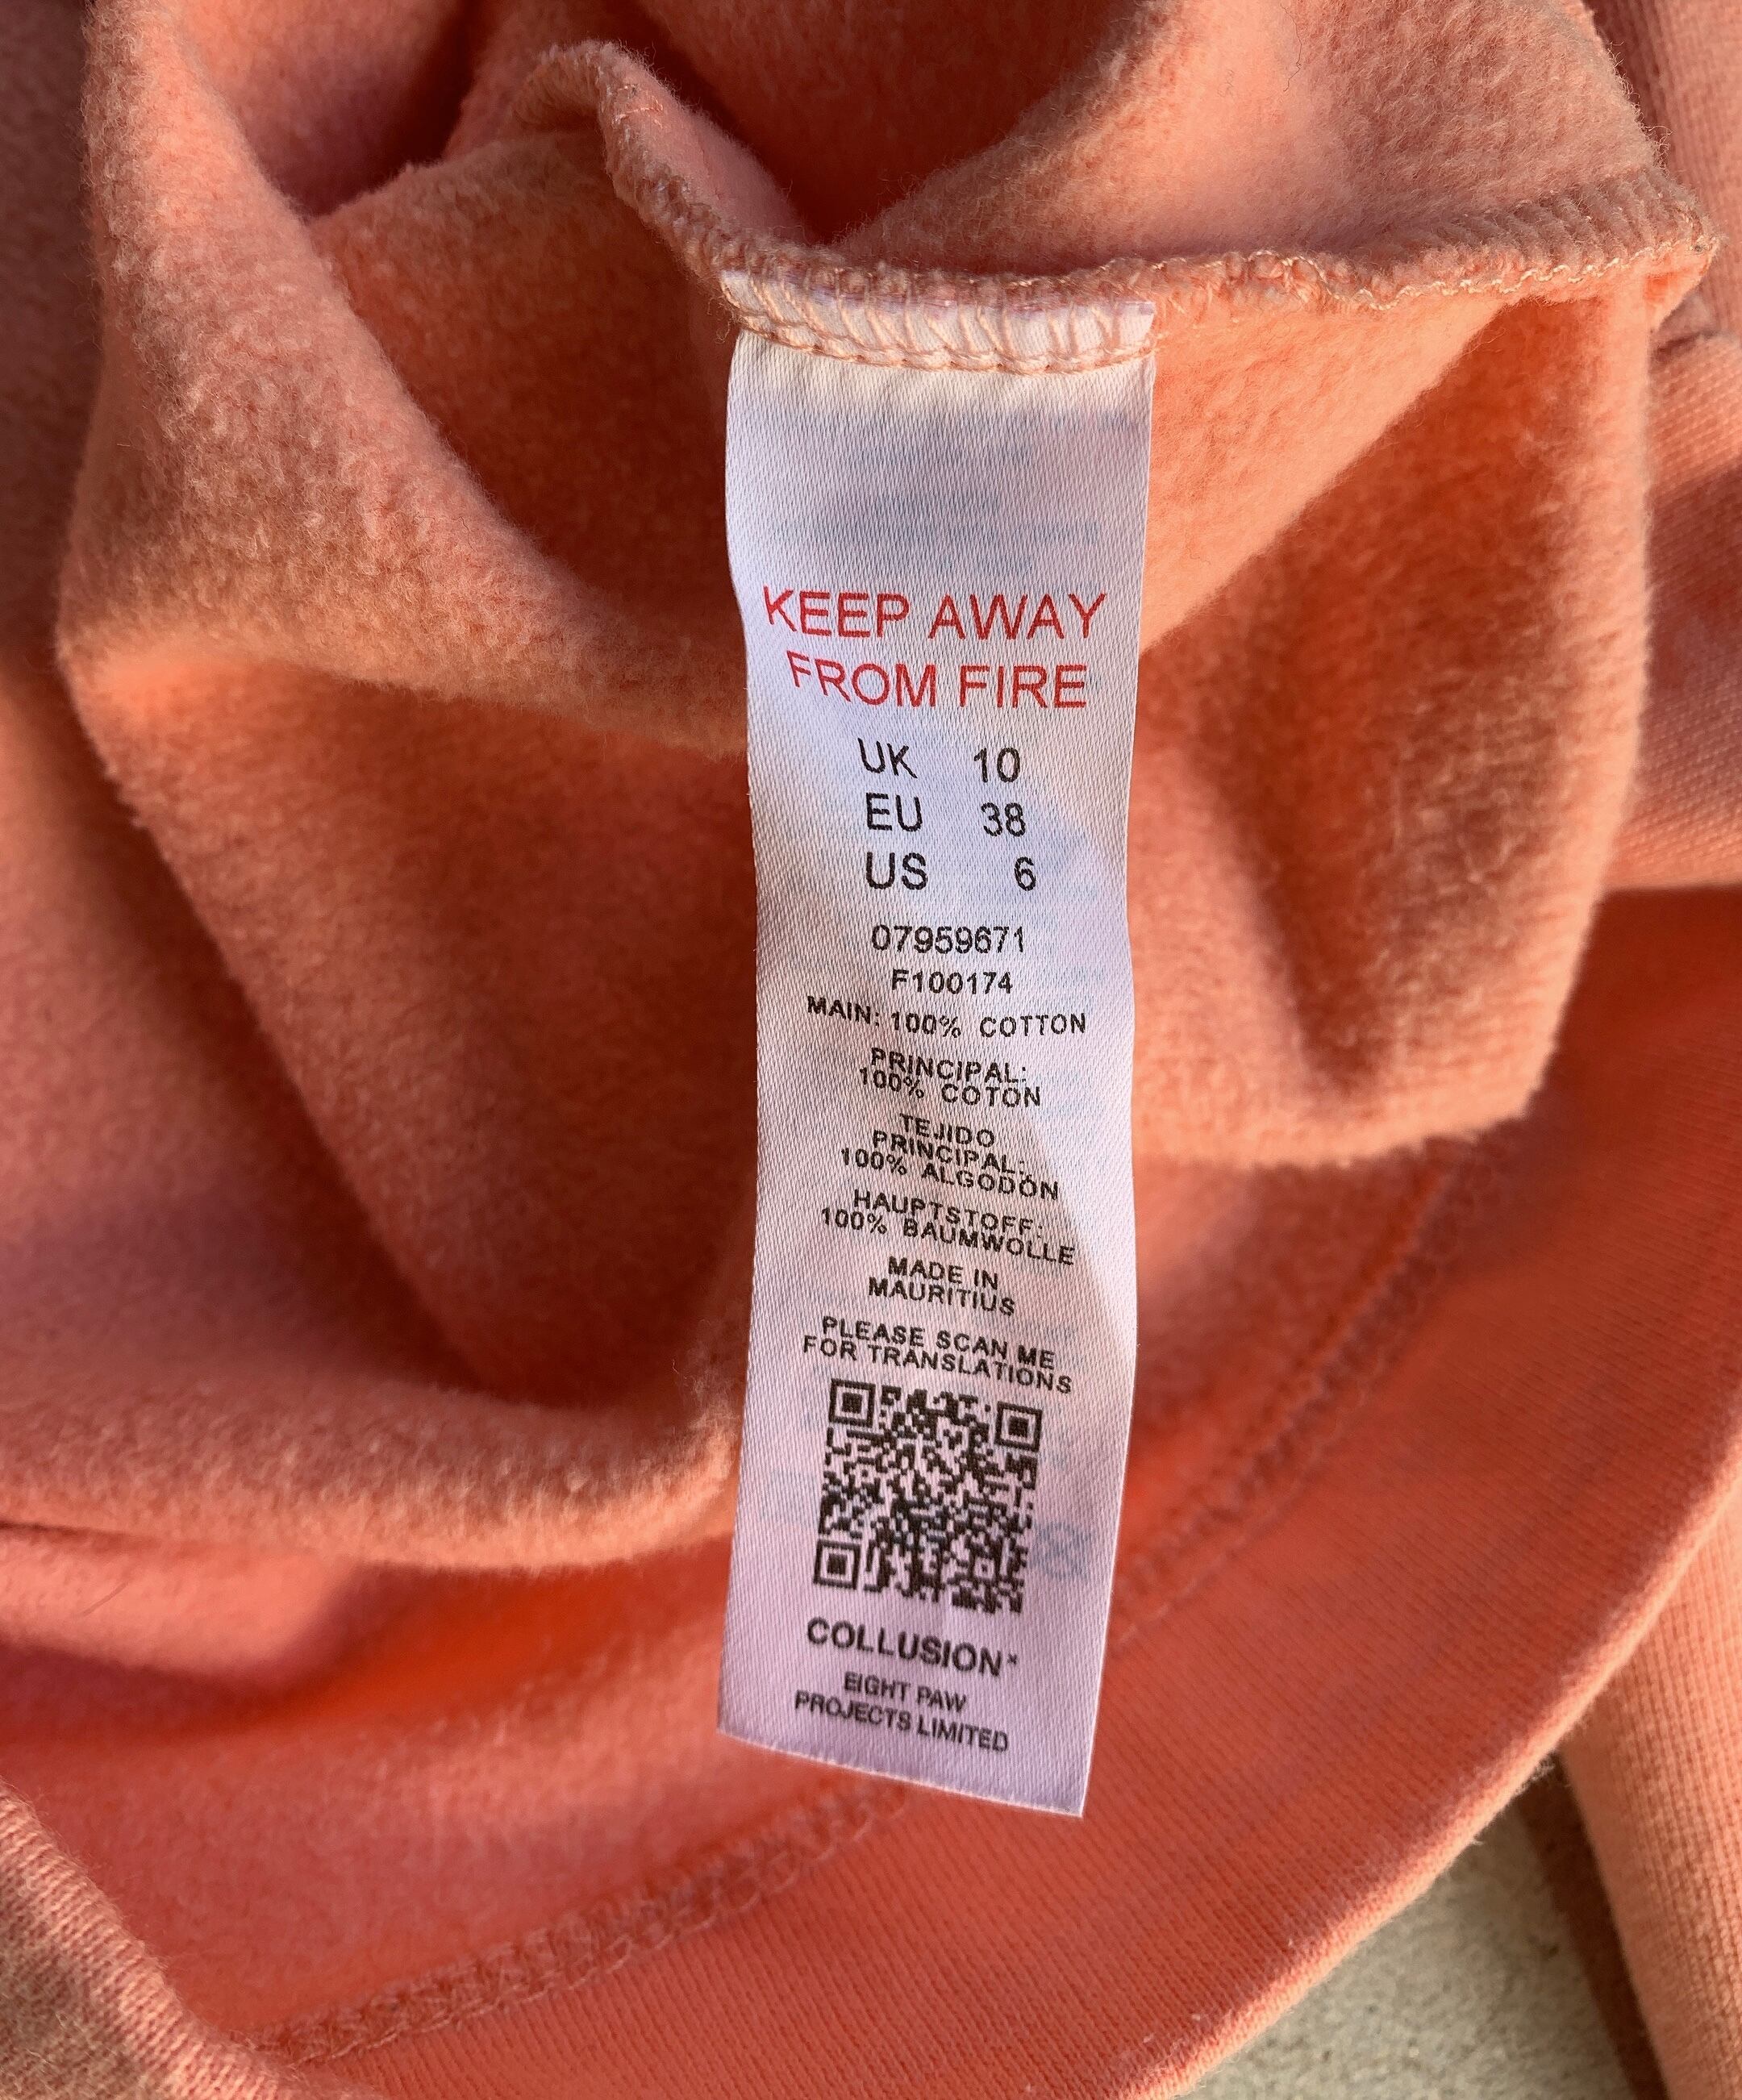 KEEP AWAY
FROM FIRE
UK 10
EU 38
US 6
07959671
F100174
MAIN: 100% COTTON
PRINCIPAL:
100% COTON
TEJIDO
PRINCIPAL:
100% ALGODÓN
HAUPTSTOFF:
100% BAUMWOLLE
MADE IN
MAURITIUS
PLEASE SCAN ME
FOR TRANSLATIONS
COLLUSION×
EIGHT PAW
PROJECTS LIMITED